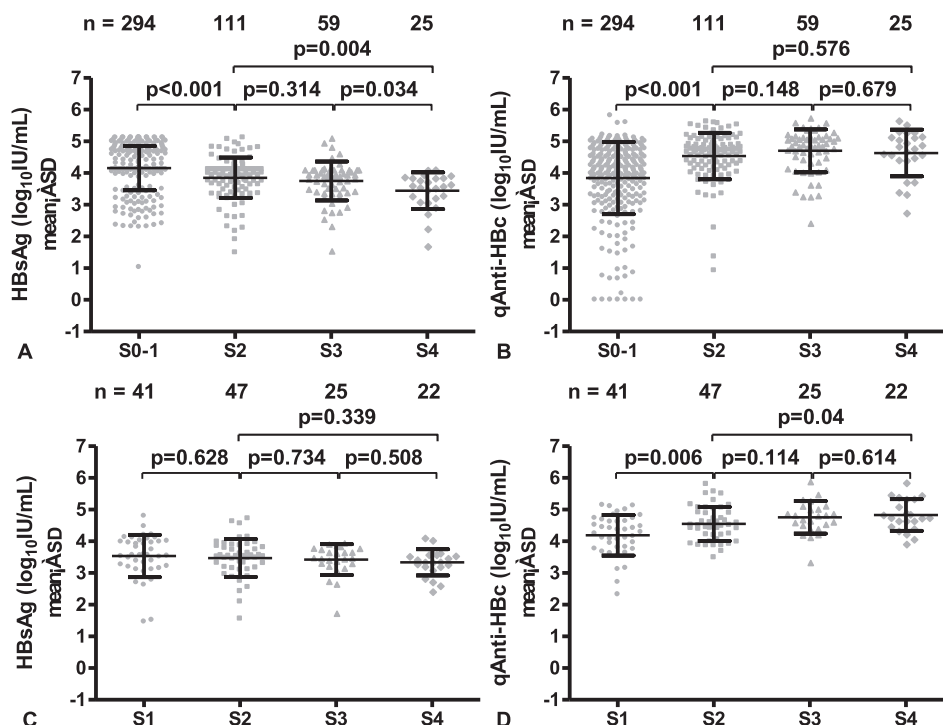 n = 294 111 59 25
p=0.004
p<0.001 p=0.314 p=0.034
HBsAg (log10IU/mL)
mean¡ÀSD
7
6
5
4
3
2
1
0
-1
S0-1 S2 S3 S4
A
n = 294 111 59 25
p=0.576
p<0.001 p=0.148 p=0.679
qAnti-HBc (log10IU/mL)
mean¡ÀSD
7
6
5
4
3
2
1
0
-1
S0-1 S2 S3 S4
B
n = 41 47 25 22
p=0.339
p=0.628 p=0.734 p=0.508
HBsAg (log10IU/mL)
mean¡ÀSD
7
6
5
4
3
2
1
0
-1
S1 S2 S3 S4
C
n = 41 47 25 22
p=0.04
p=0.006 p=0.114 p=0.614
qAnti-HBc (log10IU/mL)
mean¡ÀSD
7
6
5
4
3
2
1
0
-1
S1 S2 S3 S4
D